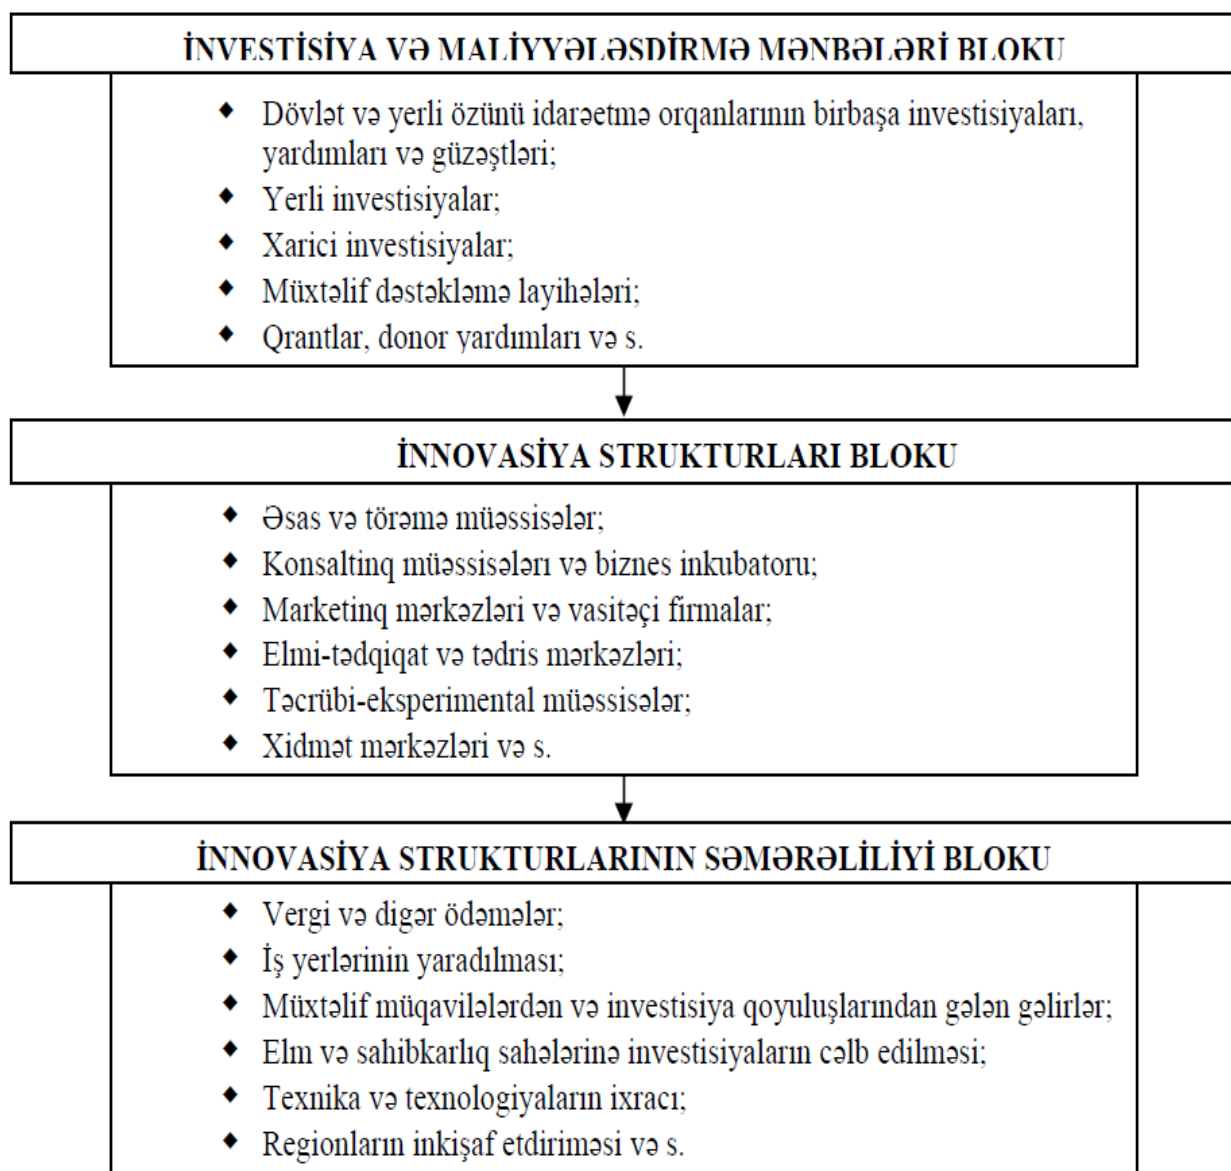 İNVESTİSİYA VƏ MALİYYƏLƏSDİRMƏ MƏNBƏLƏRİ BLOKU
◆ Dövlət və yerli özünü idarəetmə orqanlarının birbaşa investisiyaları,
yardımları və güzəştləri;
◆ Yerli investisiyalar;
◆ Xarici investisiyalar;
◆ Müxtəlif dəstəkləmə layihələri;
◆ Qrantlar, donor yardımları və s.
İNNOVASİYA STRUKTURLARI BLOKU
◆ Əsas və törəmə müəssisələr;
◆ Konsaltinq müəssisələrı və biznes inkubatoru;
◆ Marketinq mərkəzləri və vasitəçi firmalar;
◆ Elmi-tədqiqat və tədris mərkəzləri;
◆ Təcrübi-eksperimental müəssisələr;
◆ Xidmət mərkəzləri və s.
İNNOVASİYA STRUKTURLARININ SƏMƏRƏLİLİYİ BLOKU
◆ Vergi və digər ödəmələr;
◆ İş yerlərinin yaradılması;
◆ Müxtəlif müqavilələrdən və investisiya qoyuluşlarından gələn gəlirlər;
◆ Elm və sahibkarlıq sahələrinə investisiyaların cəlb edilməsi;
◆ Texnika və texnologiyaların ixracı;
◆ Regionların inkişaf etdiriməsi və s.